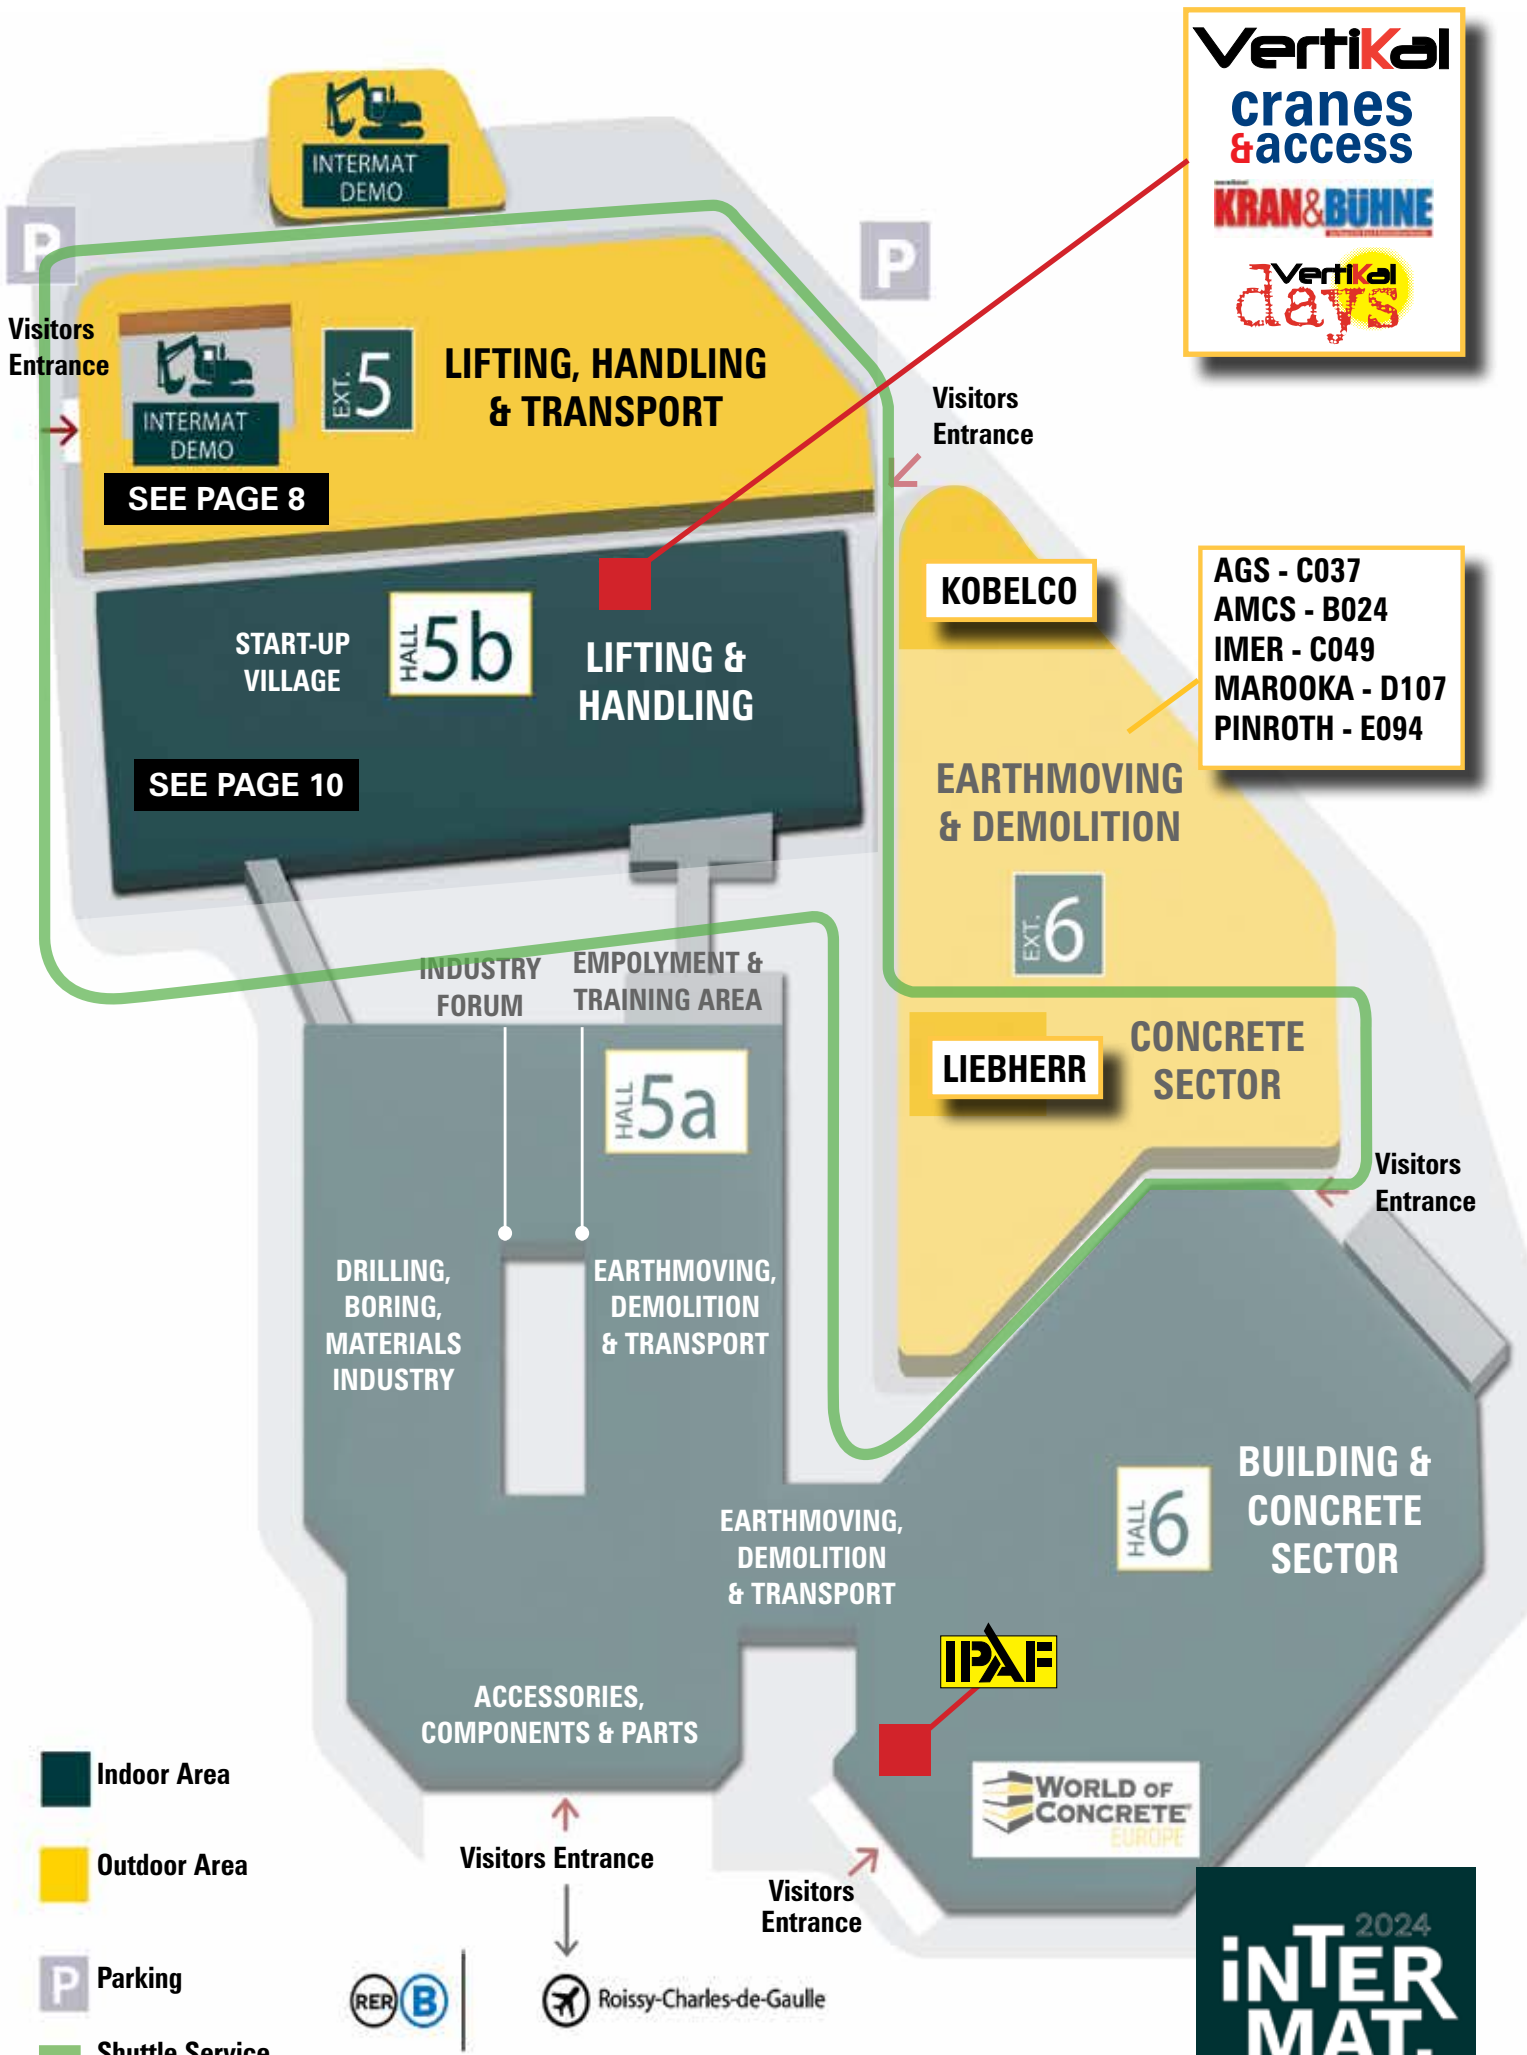 VertiKal
cranes
&access
KRAN&BÜHNE
VertiKal
days
INTERMAT
DEMO
P
P
Visitors
Entrance
INTERMAT
DEMO
EXT. 5
LIFTING, HANDLING
& TRANSPORT
SEE PAGE 8
Visitors
Entrance
START-UP
VILLAGE
HALL 5b
LIFTING &
HANDLING
SEE PAGE 10
KOBELCO
AGS - C037
AMCS - B024
IMER - C049
MAROOKA - D107
PINROTH - E094
EARTHMOVING
& DEMOLITION
EXT. 6
INDUSTRY
FORUM
EMPOLYMENT &
TRAINING AREA
HALL 5a
LIEBHERR
CONCRETE
SECTOR
Visitors
Entrance
DRILLING,
BORING,
MATERIALS
INDUSTRY
EARTHMOVING,
DEMOLITION
& TRANSPORT
EARTHMOVING,
DEMOLITION
& TRANSPORT
HALL 6
BUILDING &
CONCRETE
SECTOR
IPAF
ACCESSORIES,
COMPONENTS & PARTS
WORLD OF
CONCRETE
EUROPE
Visitors Entrance
Visitors
Entrance
Indoor Area
Outdoor Area
P Parking
Shuttle Service
RER B
Roissy-Charles-de-Gaulle
2024
iNTER
MAT.